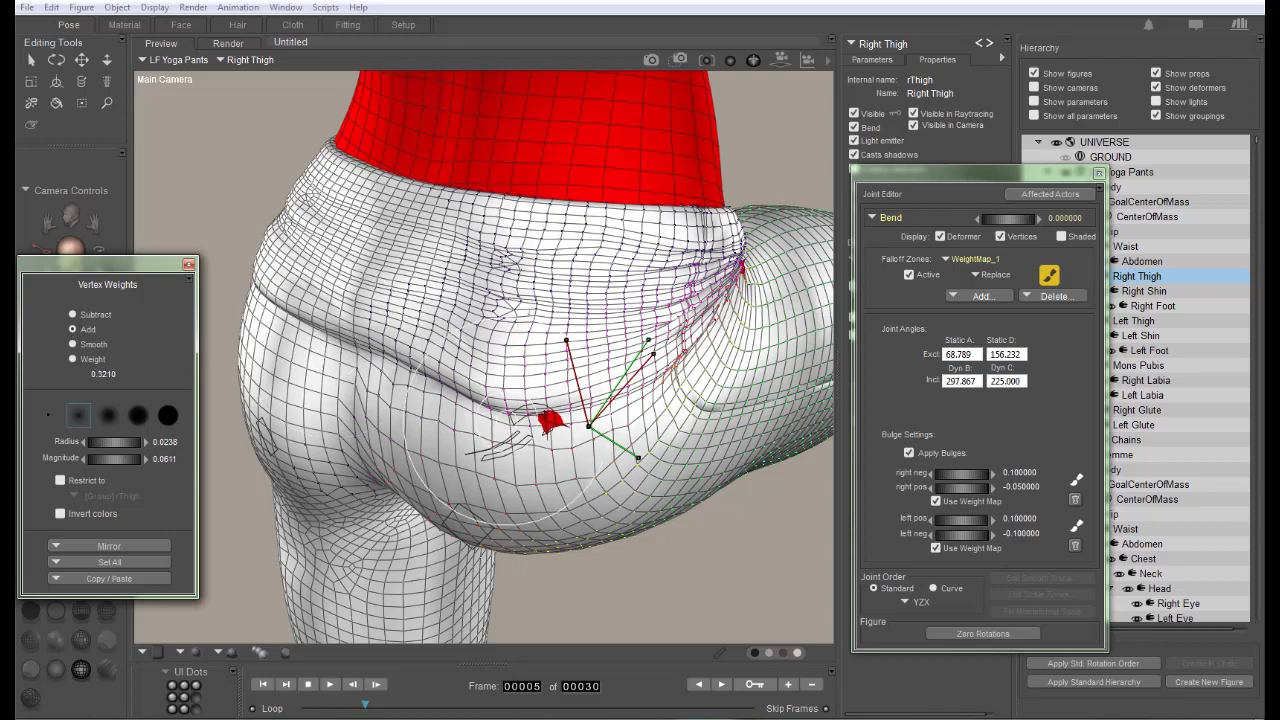 File Edit Figure Object Display Render Animation Window Scripts Help
Pose Material Face Hair Cloth Fitting Setup
Editing Tools
Preview Render Untitled
LF Yoga Pants Right Thigh
Main Camera
Camera Controls
Vertex Weights
Subtract
Add
Smooth
Weight
0.3210
Radius 0.0238
Magnitude 0.0611
Restrict to
[Group] rThigh
Invert colors
Mirror
Set All
Copy / Paste
UI Dots
Frame: 00005 of 00030
Loop
Skip Frames
Right Thigh
Parameters Properties
Internal name: rThigh
Name: Right Thigh
Visible
Visible in Raytracing
Bend
Visible in Camera
Light emitter
Casts shadows
Joint Editor
Affected Actors
Bend 0.000000
Display: Deformer Vertices Shaded
Falloff Zones: WeightMap_1
Active Replace
Add... Delete...
Joint Angles:
Static A: Static D:
Excl: 68.789 156.232
Dyn B: Dyn C:
Incl: 297.867 225.000
Bulge Settings:
Apply Bulges:
right neg 0.100000
right pos -0.050000
Use Weight Map
left pos 0.100000
left neg -0.100000
Use Weight Map
Joint Order
Standard Curve
YZX
Figure
Zero Rotations
Hierarchy
Show figures Show props
Show cameras Show deformers
Show parameters Show lights
Show all parameters Show groupings
UNIVERSE
GROUND
Yoga Pants
dy
GoalCenterOfMass
CenterOfMass
ip
Waist
Abdomen
Right Thigh
Right Shin
Right Foot
Left Thigh
Left Shin
Left Foot
Mons Pubis
Right Labia
Left Labia
Right Glute
Left Glute
Chains
mme
dy
GoalCenterOfMass
CenterOfMass
ip
Waist
Abdomen
Chest
Neck
Head
Right Eye
Left Eye
Apply Std. Rotation Order
Apply Standard Hierarchy Create New Figure